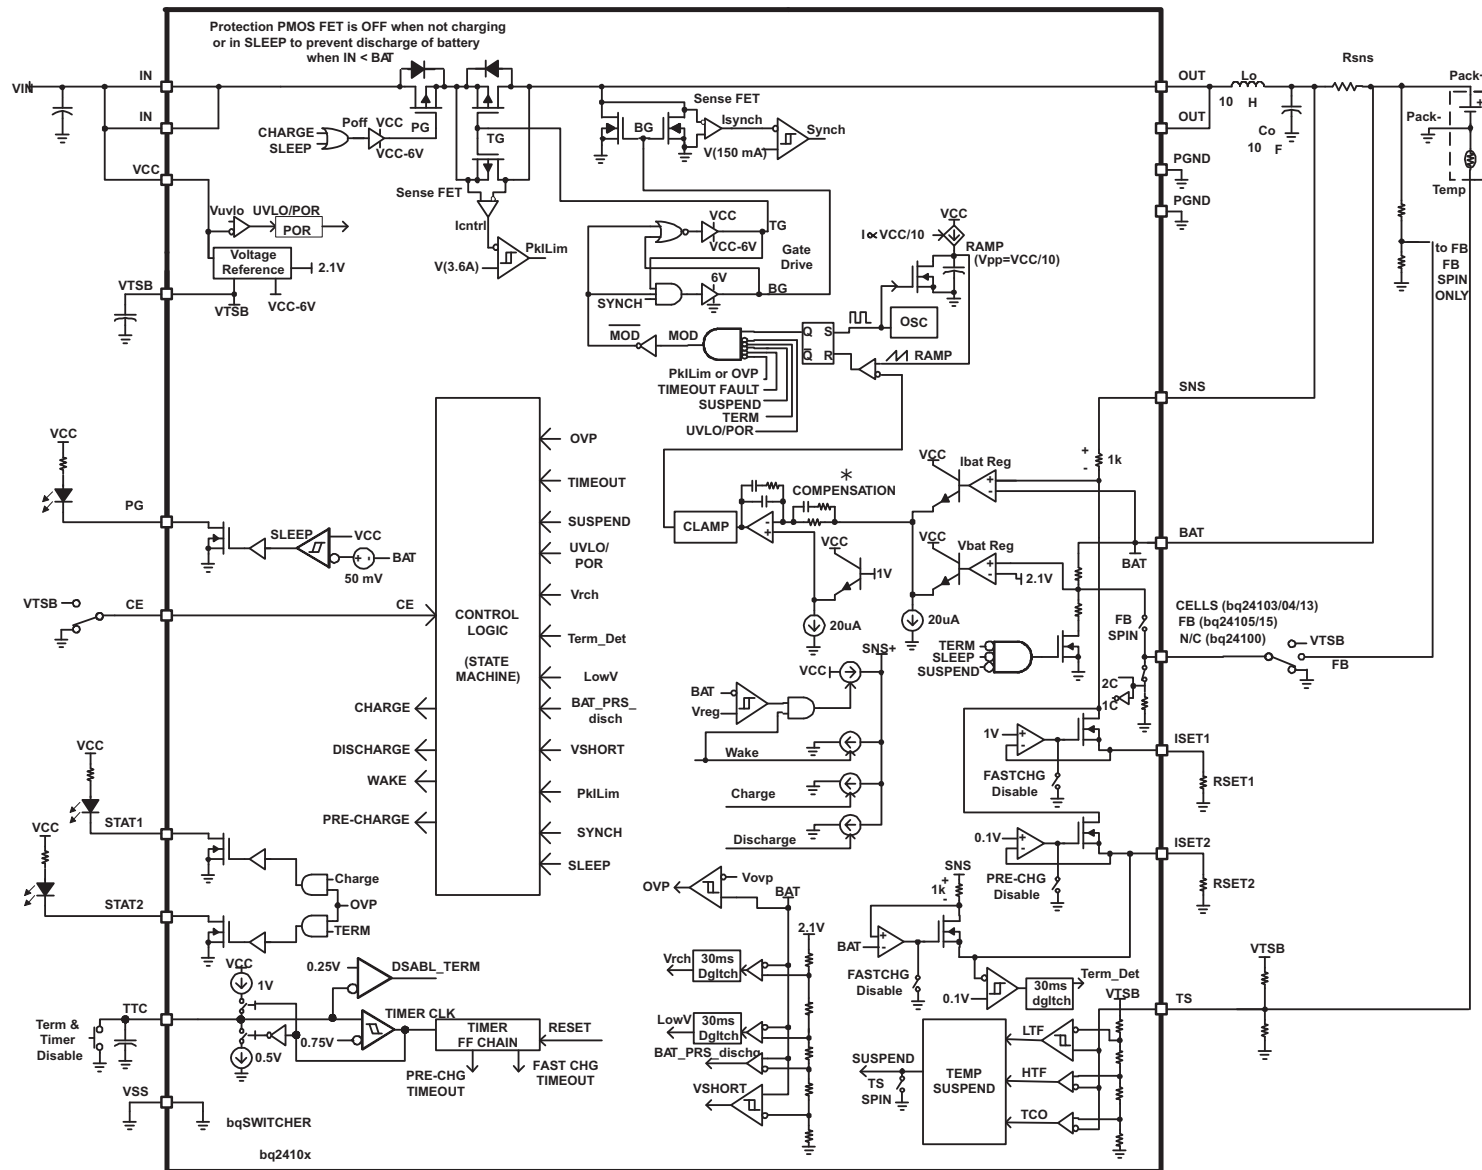 Protection PMOS FET is OFF when not charging
or in SLEEP to prevent discharge of battery
when IN < BAT
VIN
IN
IN
VCC
CHARGE
SLEEP
Poff
VCC
VCC-6V
PG
TG
Sense FET
Icntrl
V(3.6A)
PkILim
BG
Sense FET
Isynch
V(150 mA)
Synch
Vuvlo
UVLO/POR
POR
Voltage
Reference
2.1V
VTSB
VTSB
VCC-6V
VCC
VCC-6V
TG
Gate
Drive
6V
BG
SYNCH
VCC
I ∝ VCC/10
RAMP
(Vpp=VCC/10)
OSC
MOD
MOD
Q
S
Q
R
RAMP
PkILim or OVP
TIMEOUT FAULT
SUSPEND
TERM
UVLO/POR
OUT
OUT
PGND
PGND
Lo
10
H
Co
10
F
Rsns
Pack+
+
Pack-
Temp
to FB
FB
SPIN
ONLY
SNS
+
-
1k
VCC
Ibat Reg
+
-
*
COMPENSATION
CLAMP
-
+
VCC
1V
20uA
VCC
Vbat Reg
+
-
2.1V
20uA
BAT
BAT
FB
SPIN
CELLS (bq24103/04/13)
FB (bq24105/15)
N/C (bq24100)
VTSB
FB
TERM
SLEEP
SUSPEND
2C
1C
VCC
PG
SLEEP
VCC
+ -
BAT
50 mV
VTSB
CE
CE
CONTROL
LOGIC
(STATE
MACHINE)
OVP
TIMEOUT
SUSPEND
UVLO/
POR
Vrch
Term_Det
LowV
BAT_PRS_
disch
VSHORT
PkILim
SYNCH
SLEEP
CHARGE
DISCHARGE
WAKE
PRE-CHARGE
SNS+
VCC
BAT
Vreg
Wake
Charge
Discharge
1V
+
-
FASTCHG
Disable
ISET1
RSET1
0.1V
+
-
PRE-CHG
Disable
ISET2
RSET2
VCC
STAT1
VCC
STAT2
Charge
OVP
TERM
OVP
Vovp
BAT
2.1V
Vrch
30ms
Dgltch
LowV
30ms
Dgltch
BAT_PRS_dischg
VSHORT
SNS
1k
+
-
+
-
BAT
FASTCHG
Disable
0.1V
30ms
dgltch
Term_Det
VTSB
VTSB
TS
LTF
HTF
TCO
TEMP
SUSPEND
SUSPEND
TS
SPIN
VCC
1V
0.5V
0.25V
DSABL_TERM
0.75V
TIMER CLK
TIMER
FF CHAIN
RESET
PRE-CHG
TIMEOUT
FAST CHG
TIMEOUT
TTC
Term &
Timer
Disable
VSS
bqSWITCHER
bq2410x